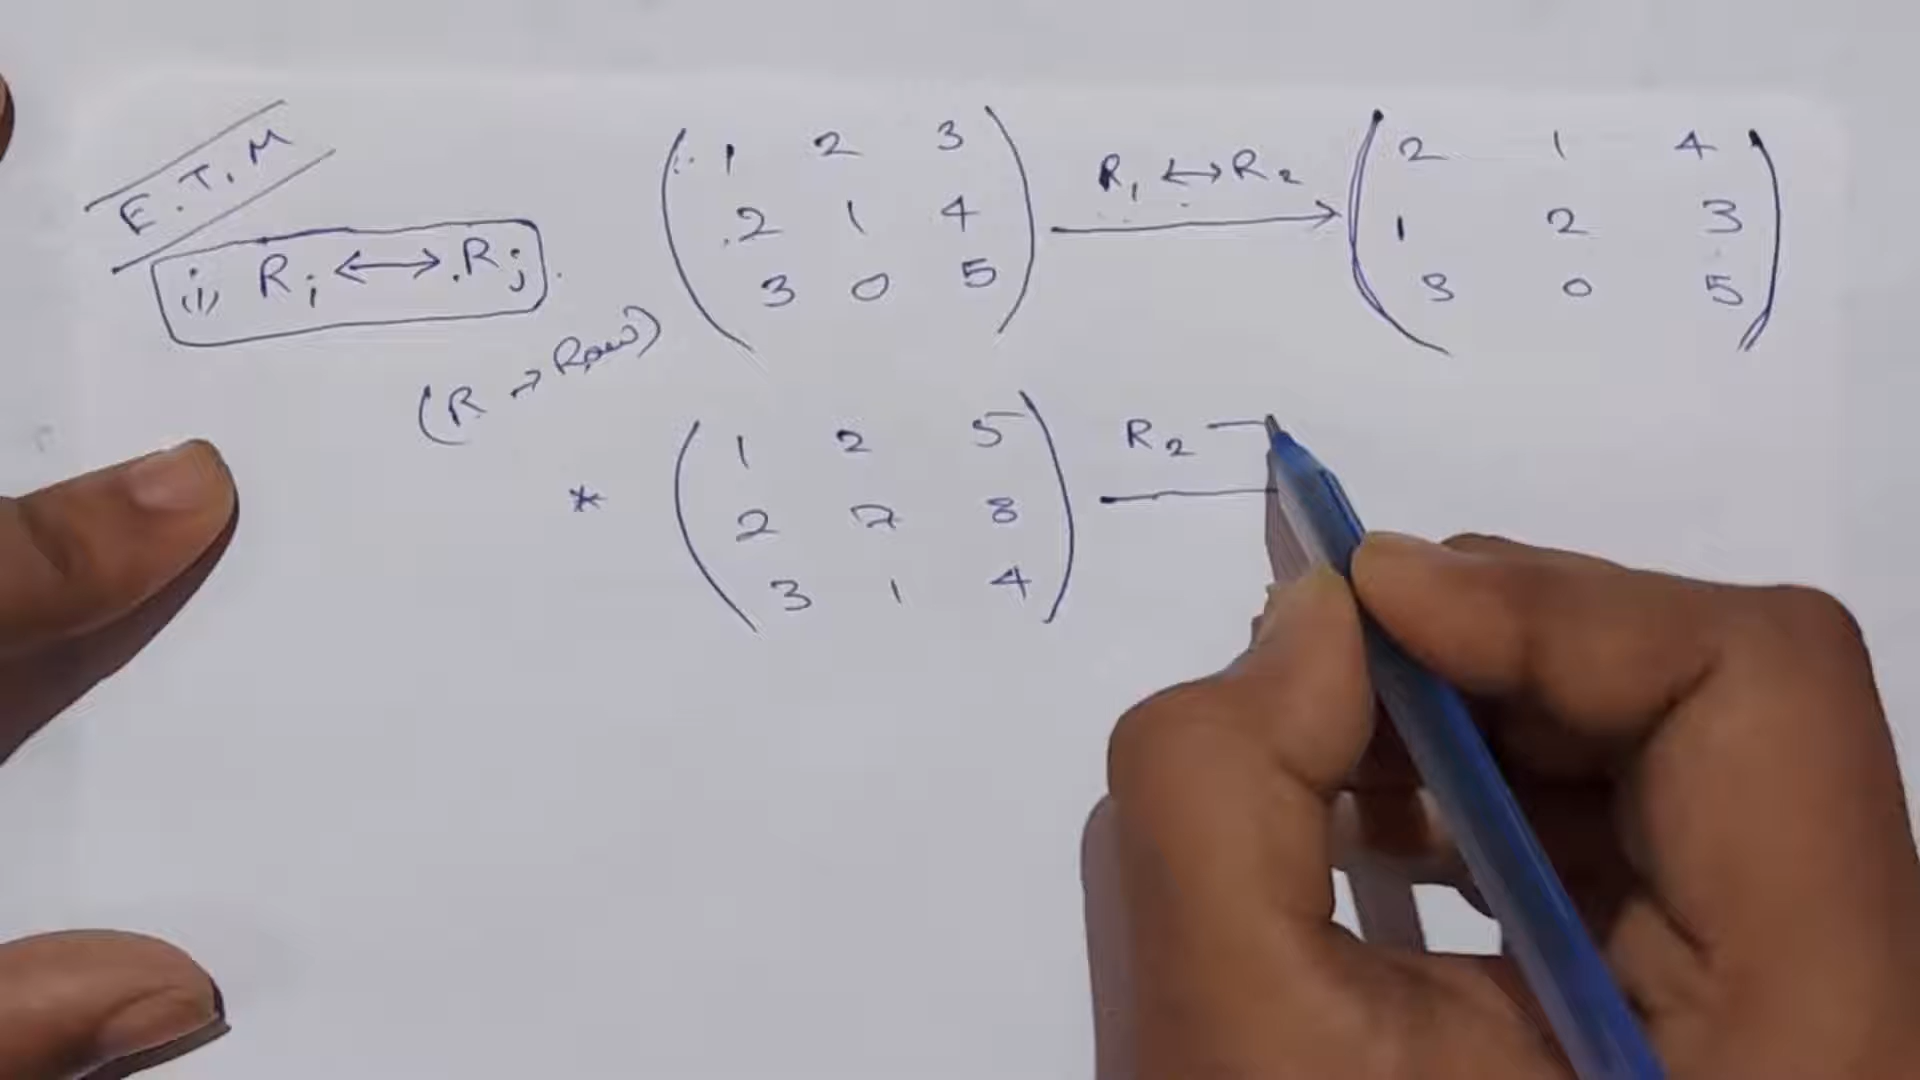 E.T.M
(i) Ri ↔ Rj
(R → Row)
1 2 3
2 1 4
3 0 5
R1 ↔ R2
2 1 4
1 2 3
3 0 5
*
1 2 5
2 7 8
3 1 4
R2 —